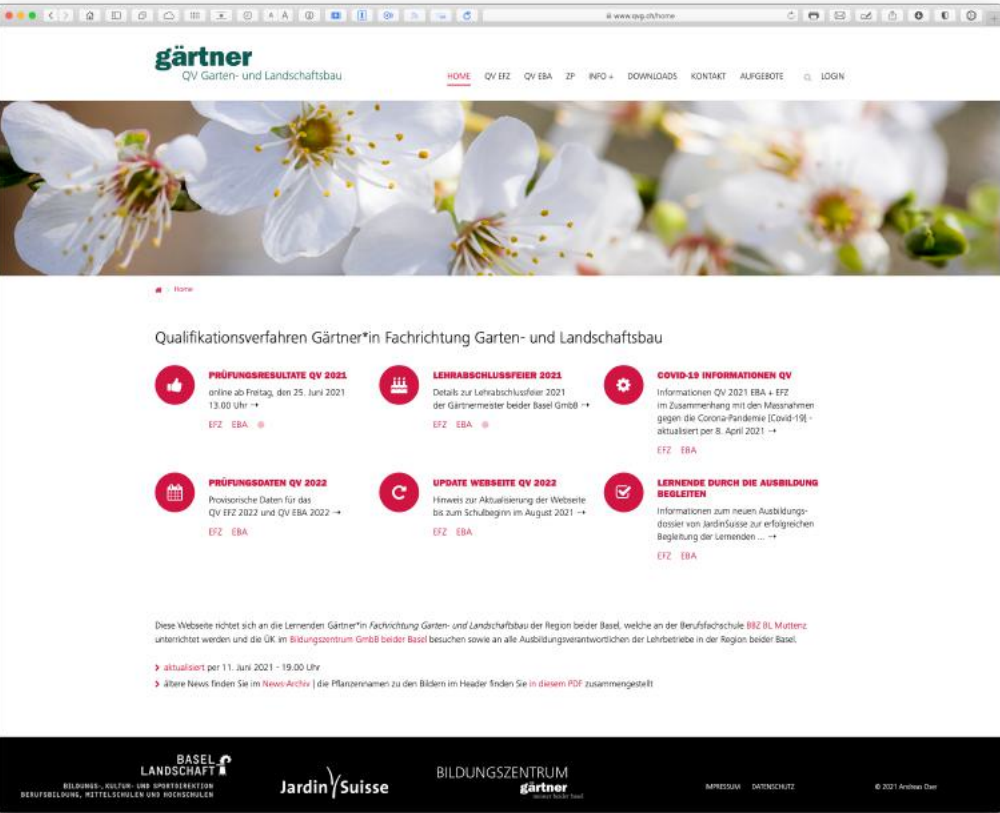 www.qvg.ch/home
gärtner
QV Garten- und Landschaftsbau
HOME QV EFZ QV EBA ZP INFO + DOWNLOADS KONTAKT AUFGEBOTE LOGIN
Home
Qualifikationsverfahren Gärtner*in Fachrichtung Garten- und Landschaftsbau
PRÜFUNGSRESULTATE QV 2021
online ab Freitag, den 25. Juni 2021
13.00 Uhr →
EFZ EBA
LEHRABSCHLUSSFEIER 2021
Details zur Lehrabschlussfeier 2021
der Gärtnermeister beider Basel GmbB →
EFZ EBA
COVID-19 INFORMATIONEN QV
Informationen QV 2021 EBA + EFZ
im Zusammenhang mit den Massnahmen
gegen die Corona-Pandemie [Covid-19] -
aktualisiert per 8. April 2021 →
EFZ EBA
PRÜFUNGSDATEN QV 2022
Provisorische Daten für das
QV EFZ 2022 und QV EBA 2022 →
EFZ EBA
UPDATE WEBSEITE QV 2022
Hinweis zur Aktualisierung der Webseite
bis zum Schulbeginn im August 2021 →
EFZ EBA
LERNENDE DURCH DIE AUSBILDUNG
BEGLEITEN
Informationen zum neuen Ausbildungs-
dossier von JardinSuisse zur erfolgreichen
Begleitung der Lernenden ... →
EFZ EBA
Diese Webseite richtet sich an die Lernenden Gärtner*in Fachrichtung Garten- und Landschaftsbau der Region beider Basel, welche an der Berufsfachschule BBZ BL Muttenz
unterrichtet werden und die ÜK im Bildungszentrum GmbB beider Basel besuchen sowie an alle Ausbildungsverantwortlichen der Lehrbetriebe in der Region beider Basel.
aktualisiert per 11. Juni 2021 - 19.00 Uhr
ältere News finden Sie im News-Archiv | die Pflanzennamen zu den Bildern im Header finden Sie in diesem PDF zusammengestellt
BASEL
LANDSCHAFT
BILDUNGS-, KULTUR- UND SPORTDIREKTION
BERUFSBILDUNG, MITTELSCHULEN UND HOCHSCHULEN
JardinSuisse
BILDUNGSZENTRUM
gärtner
meister beider basel
IMPRESSUM DATENSCHUTZ
© 2021 Andreas Oser